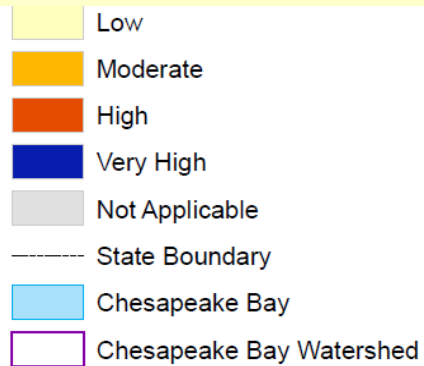 Low
Moderate
High
Very High
Not Applicable
State Boundary
Chesapeake Bay
Chesapeake Bay Watershed